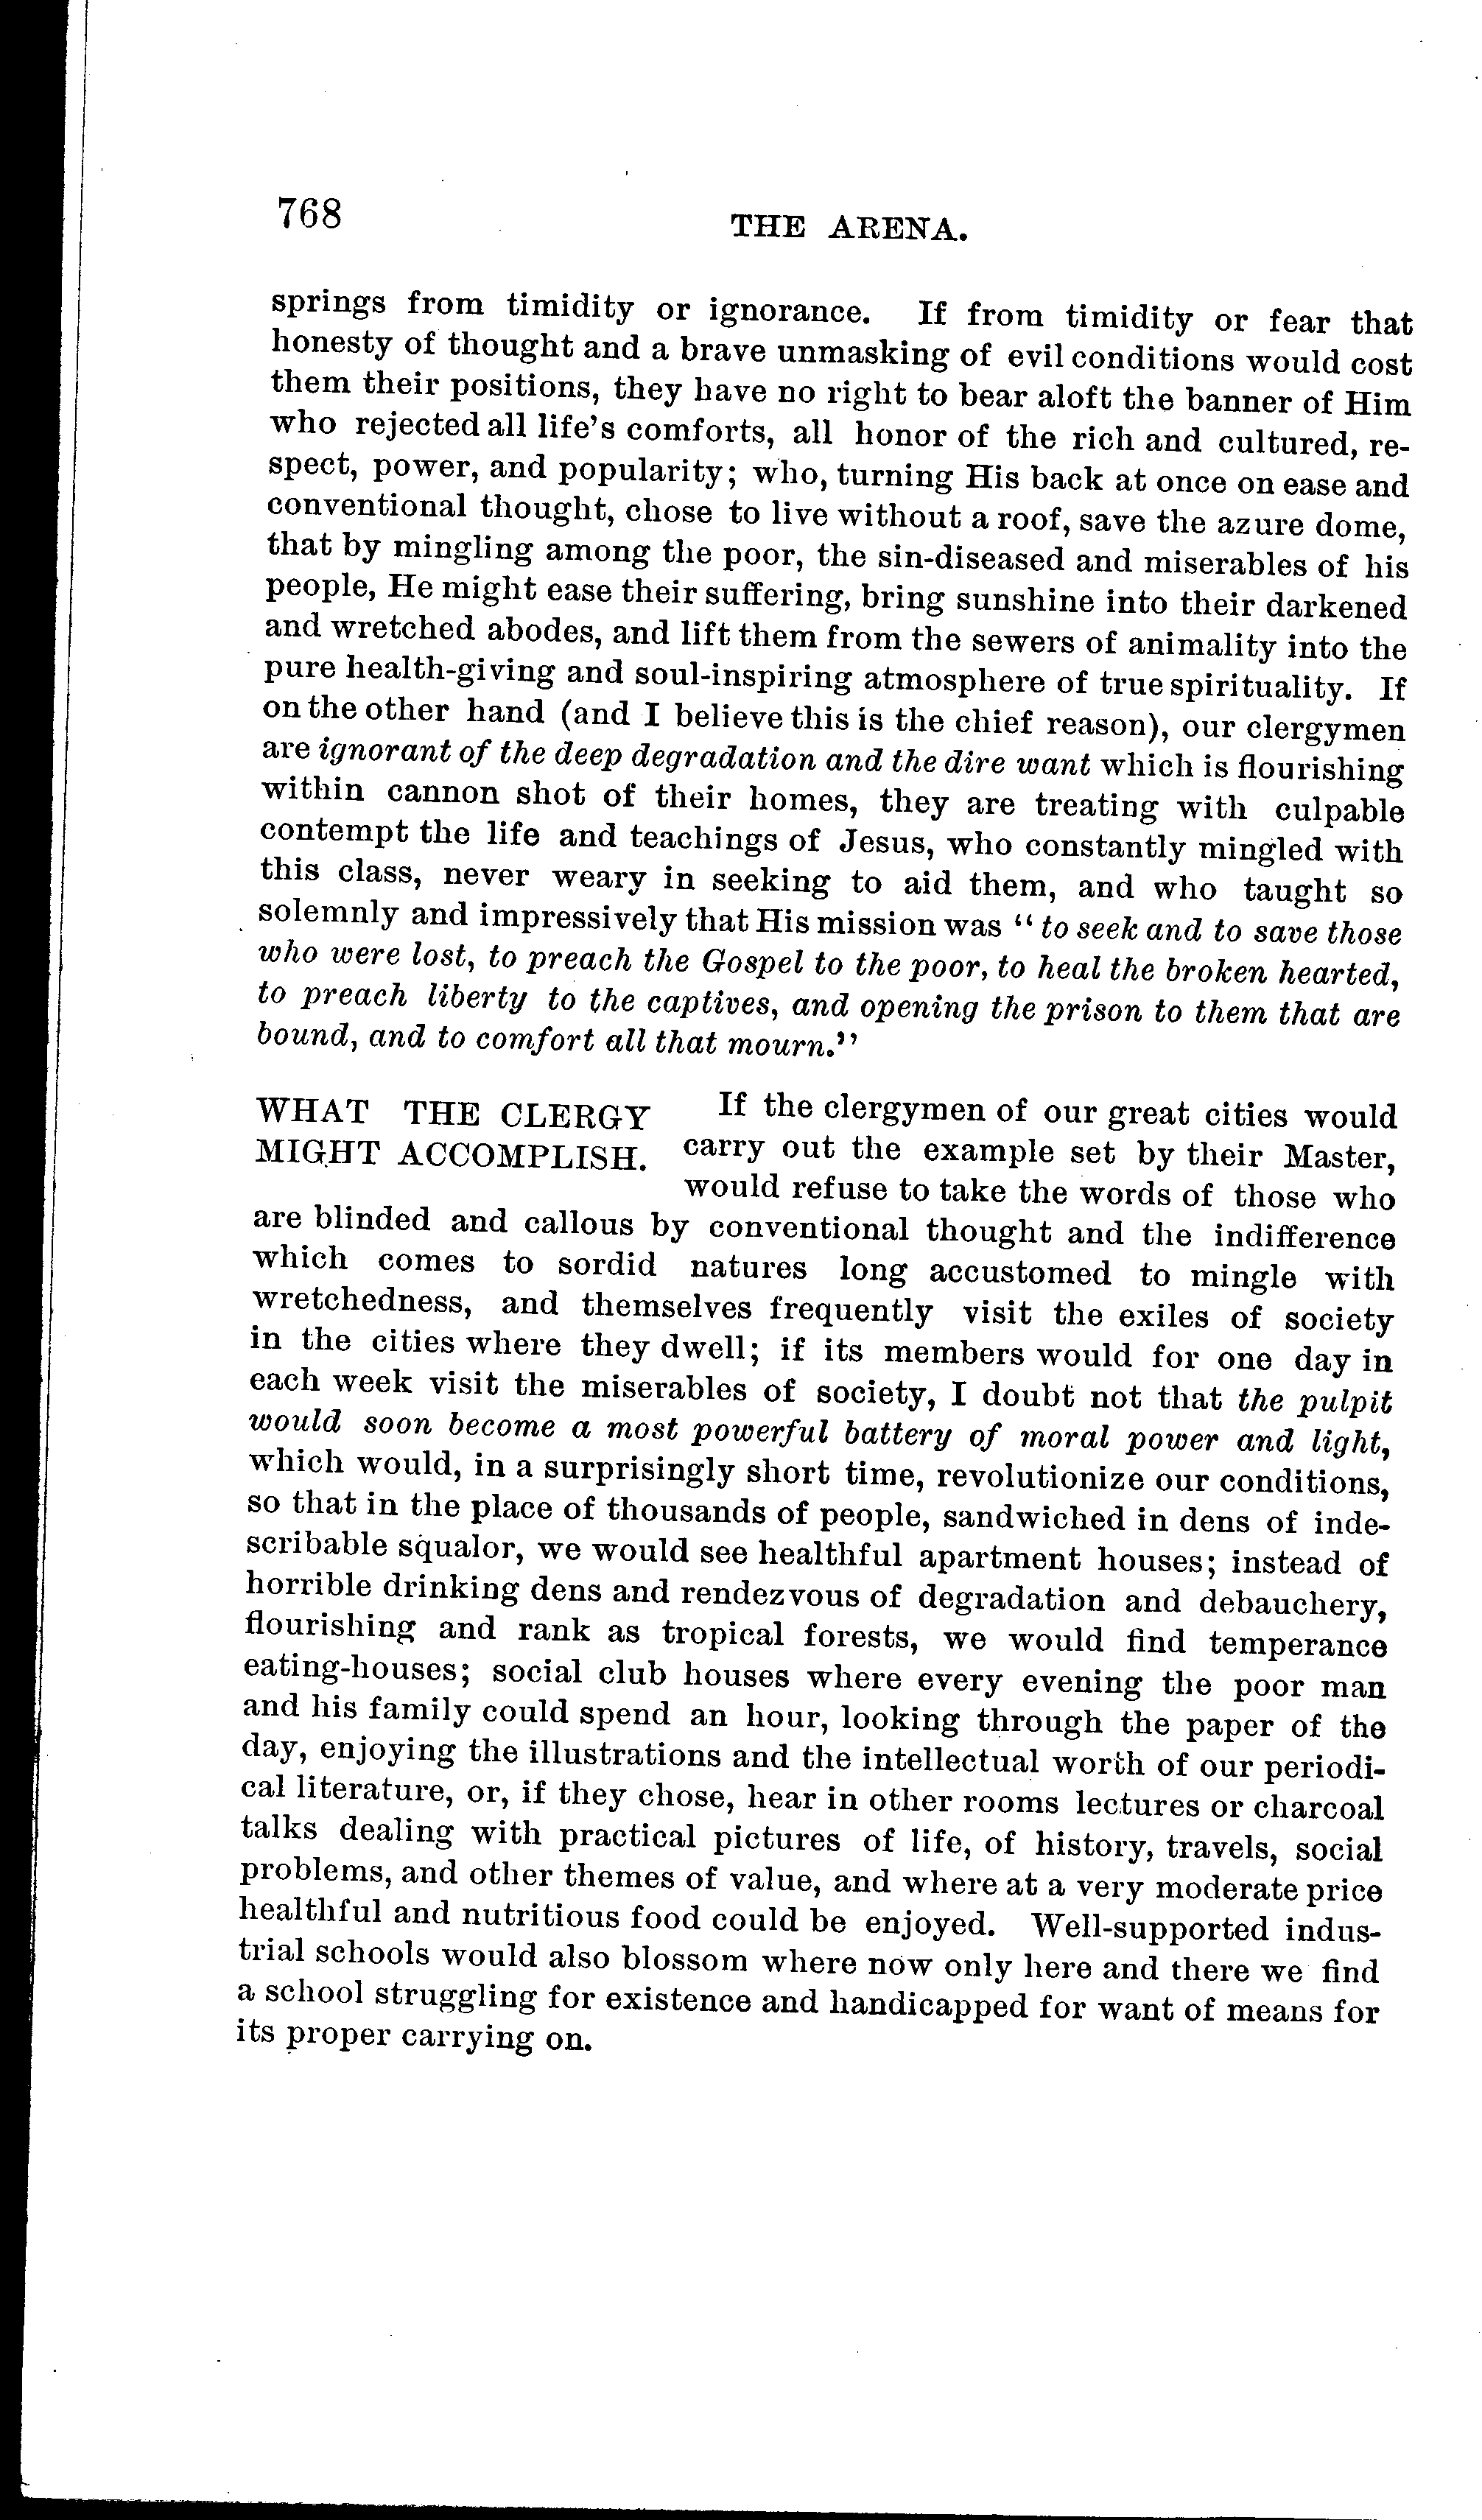 768
THE ARENA.
springs from timidity or ignorance. If from timidity or fear that
honesty of thought and a brave unmasking of evil conditions would cost
them their positions, they have no right to bear aloft the banner of Him
who rejected all life's comforts, all honor of the rich and cultured, re-
spect, power, and popularity; who, turning His back at once on ease and
conventional thought, chose to live without a roof, save the azure dome,
that by mingling among the poor, the sin-diseased and miserables of his
people, He might ease their suffering, bring sunshine into their darkened
and wretched abodes, and lift them from the sewers of animality into the
pure health-giving and soul-inspiring atmosphere of true spirituality. If
on the other hand (and I believe this is the chief reason), our clergymen
are ignorant of the deep degradation and the dire want which is flourishing
within cannon shot of their homes, they are treating with culpable
contempt the life and teachings of Jesus, who constantly mingled with
this class, never weary in seeking to aid them, and who taught so
solemnly and impressively that His mission was "to seek and to save those
who were lost, to preach the Gospel to the poor, to heal the broken hearted,
to preach liberty to the captives, and opening the prison to them that are
bound, and to comfort all that mourn."
WHAT THE CLERGY
MIGHT ACCOMPLISH.
If the clergymen of our great cities would
carry out the example set by their Master,
would refuse to take the words of those who
are blinded and callous by conventional thought and the indifference
which comes to sordid natures long accustomed to mingle with
wretchedness, and themselves frequently visit the exiles of society
in the cities where they dwell; if its members would for one day in
each week visit the miserables of society, I doubt not that the pulpit
would soon become a most powerful battery of moral power and light,
which would, in a surprisingly short time, revolutionize our conditions,
so that in the place of thousands of people, sandwiched in dens of inde-
scribable squalor, we would see healthful apartment houses; instead of
horrible drinking dens and rendezvous of degradation and debauchery,
flourishing and rank as tropical forests, we would find temperance
eating-houses; social club houses where every evening the poor man
and his family could spend an hour, looking through the paper of the
day, enjoying the illustrations and the intellectual worth of our periodi-
cal literature, or, if they chose, hear in other rooms lectures or charcoal
talks dealing with practical pictures of life, of history, travels, social
problems, and other themes of value, and where at a very moderate price
healthful and nutritious food could be enjoyed. Well-supported indus-
trial schools would also blossom where now only here and there we find
a school struggling for existence and handicapped for want of means for
its proper carrying on.